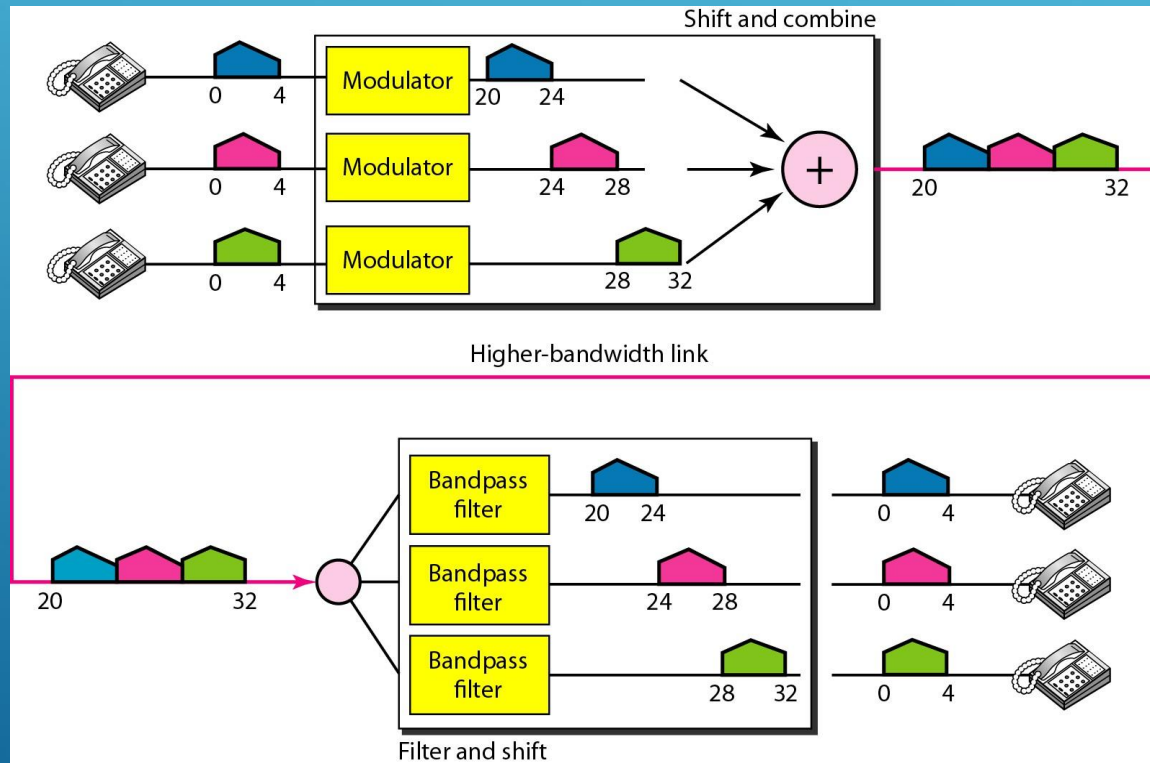 Shift and combine
0 4
Modulator
20 24
0 4
Modulator
24 28
+
20 32
0 4
Modulator
28 32
Higher-bandwidth link
Bandpass
filter
20 24
0 4
20 32
Bandpass
filter
24 28
0 4
Bandpass
filter
28 32
0 4
Filter and shift